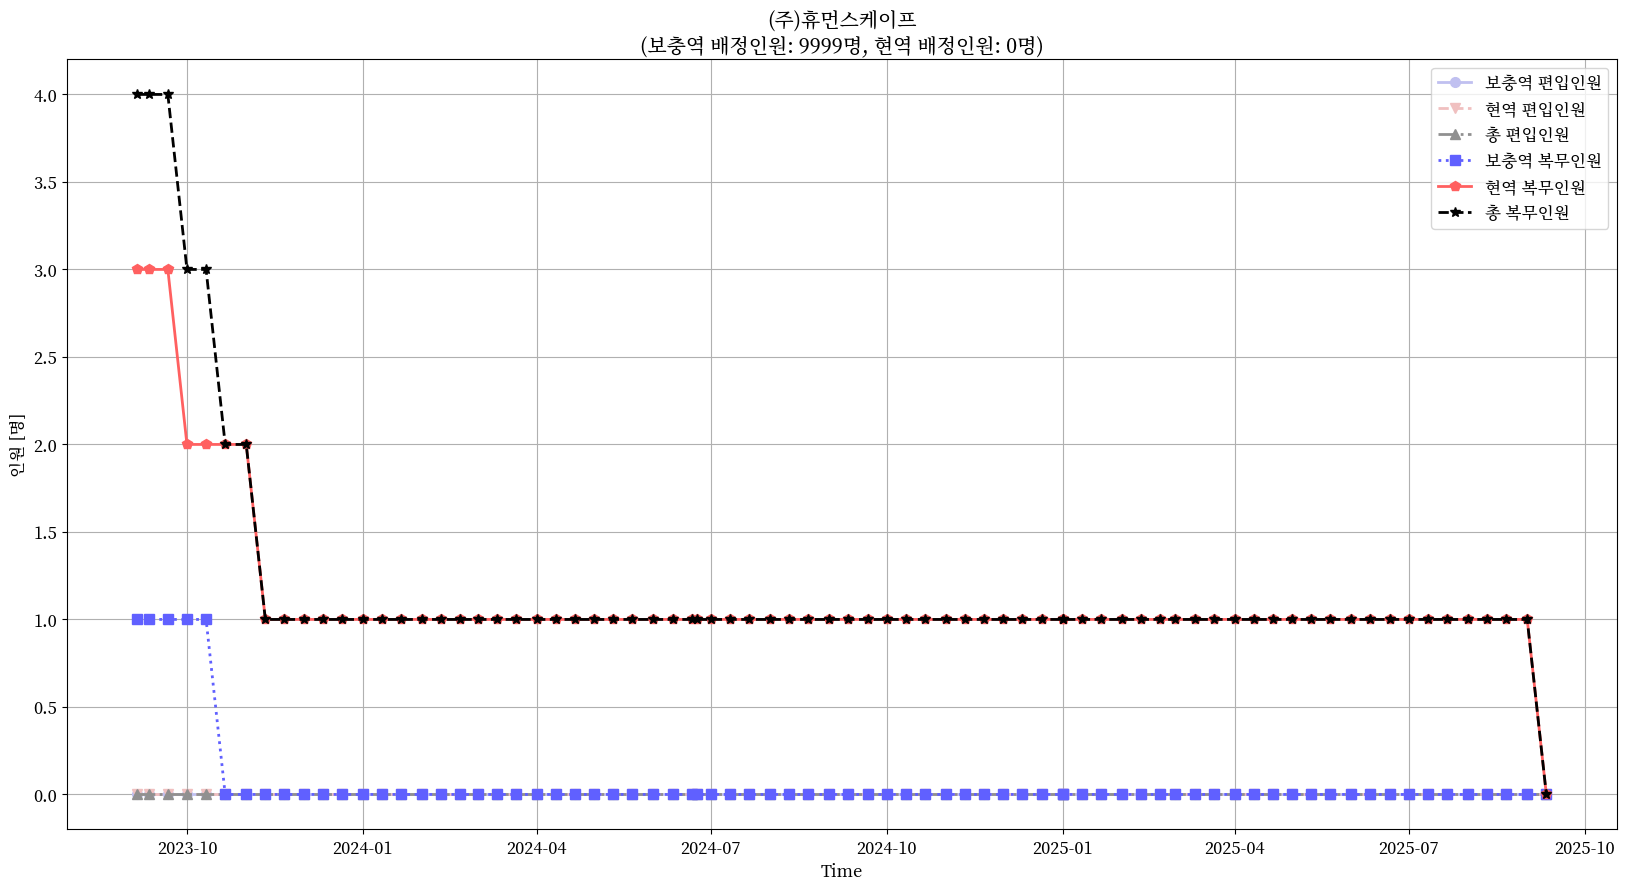 (주)휴먼스케이프
(보충역 배정인원: 9999명, 현역 배정인원: 0명)
보충역 편입인원
현역 편입인원
총 편입인원
보충역 복무인원
현역 복무인원
총 복무인원
4.0
3.5
3.0
2.5
2.0
1.5
1.0
0.5
0.0
인원 [명]
2023-10
2024-01
2024-04
2024-07
2024-10
2025-01
2025-04
2025-07
2025-10
Time